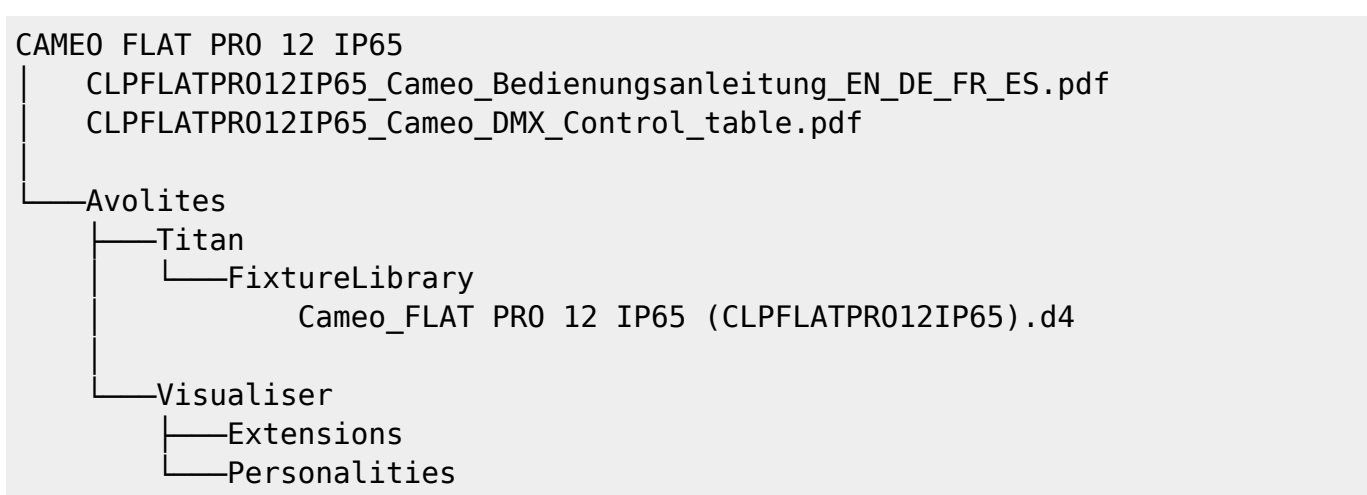 CAMEO FLAT PRO 12 IP65
│   CLPFLATPRO12IP65_Cameo_Bedienungsanleitung_EN_DE_FR_ES.pdf
│   CLPFLATPRO12IP65_Cameo_DMX_Control_table.pdf
│
└───Avolites
    ├───Titan
    │   └───FixtureLibrary
    │           Cameo_FLAT PRO 12 IP65 (CLPFLATPRO12IP65).d4
    │
    └───Visualiser
        ├───Extensions
        └───Personalities